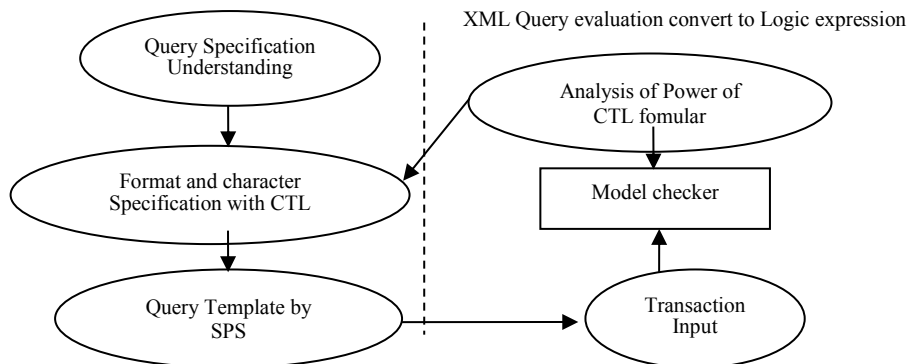 XML Query evaluation convert to Logic expression
Query Specification
Understanding
Analysis of Power of
CTL fomular
Format and character
Specification with CTL
Model checker
Query Template by
SPS
Transaction
Input